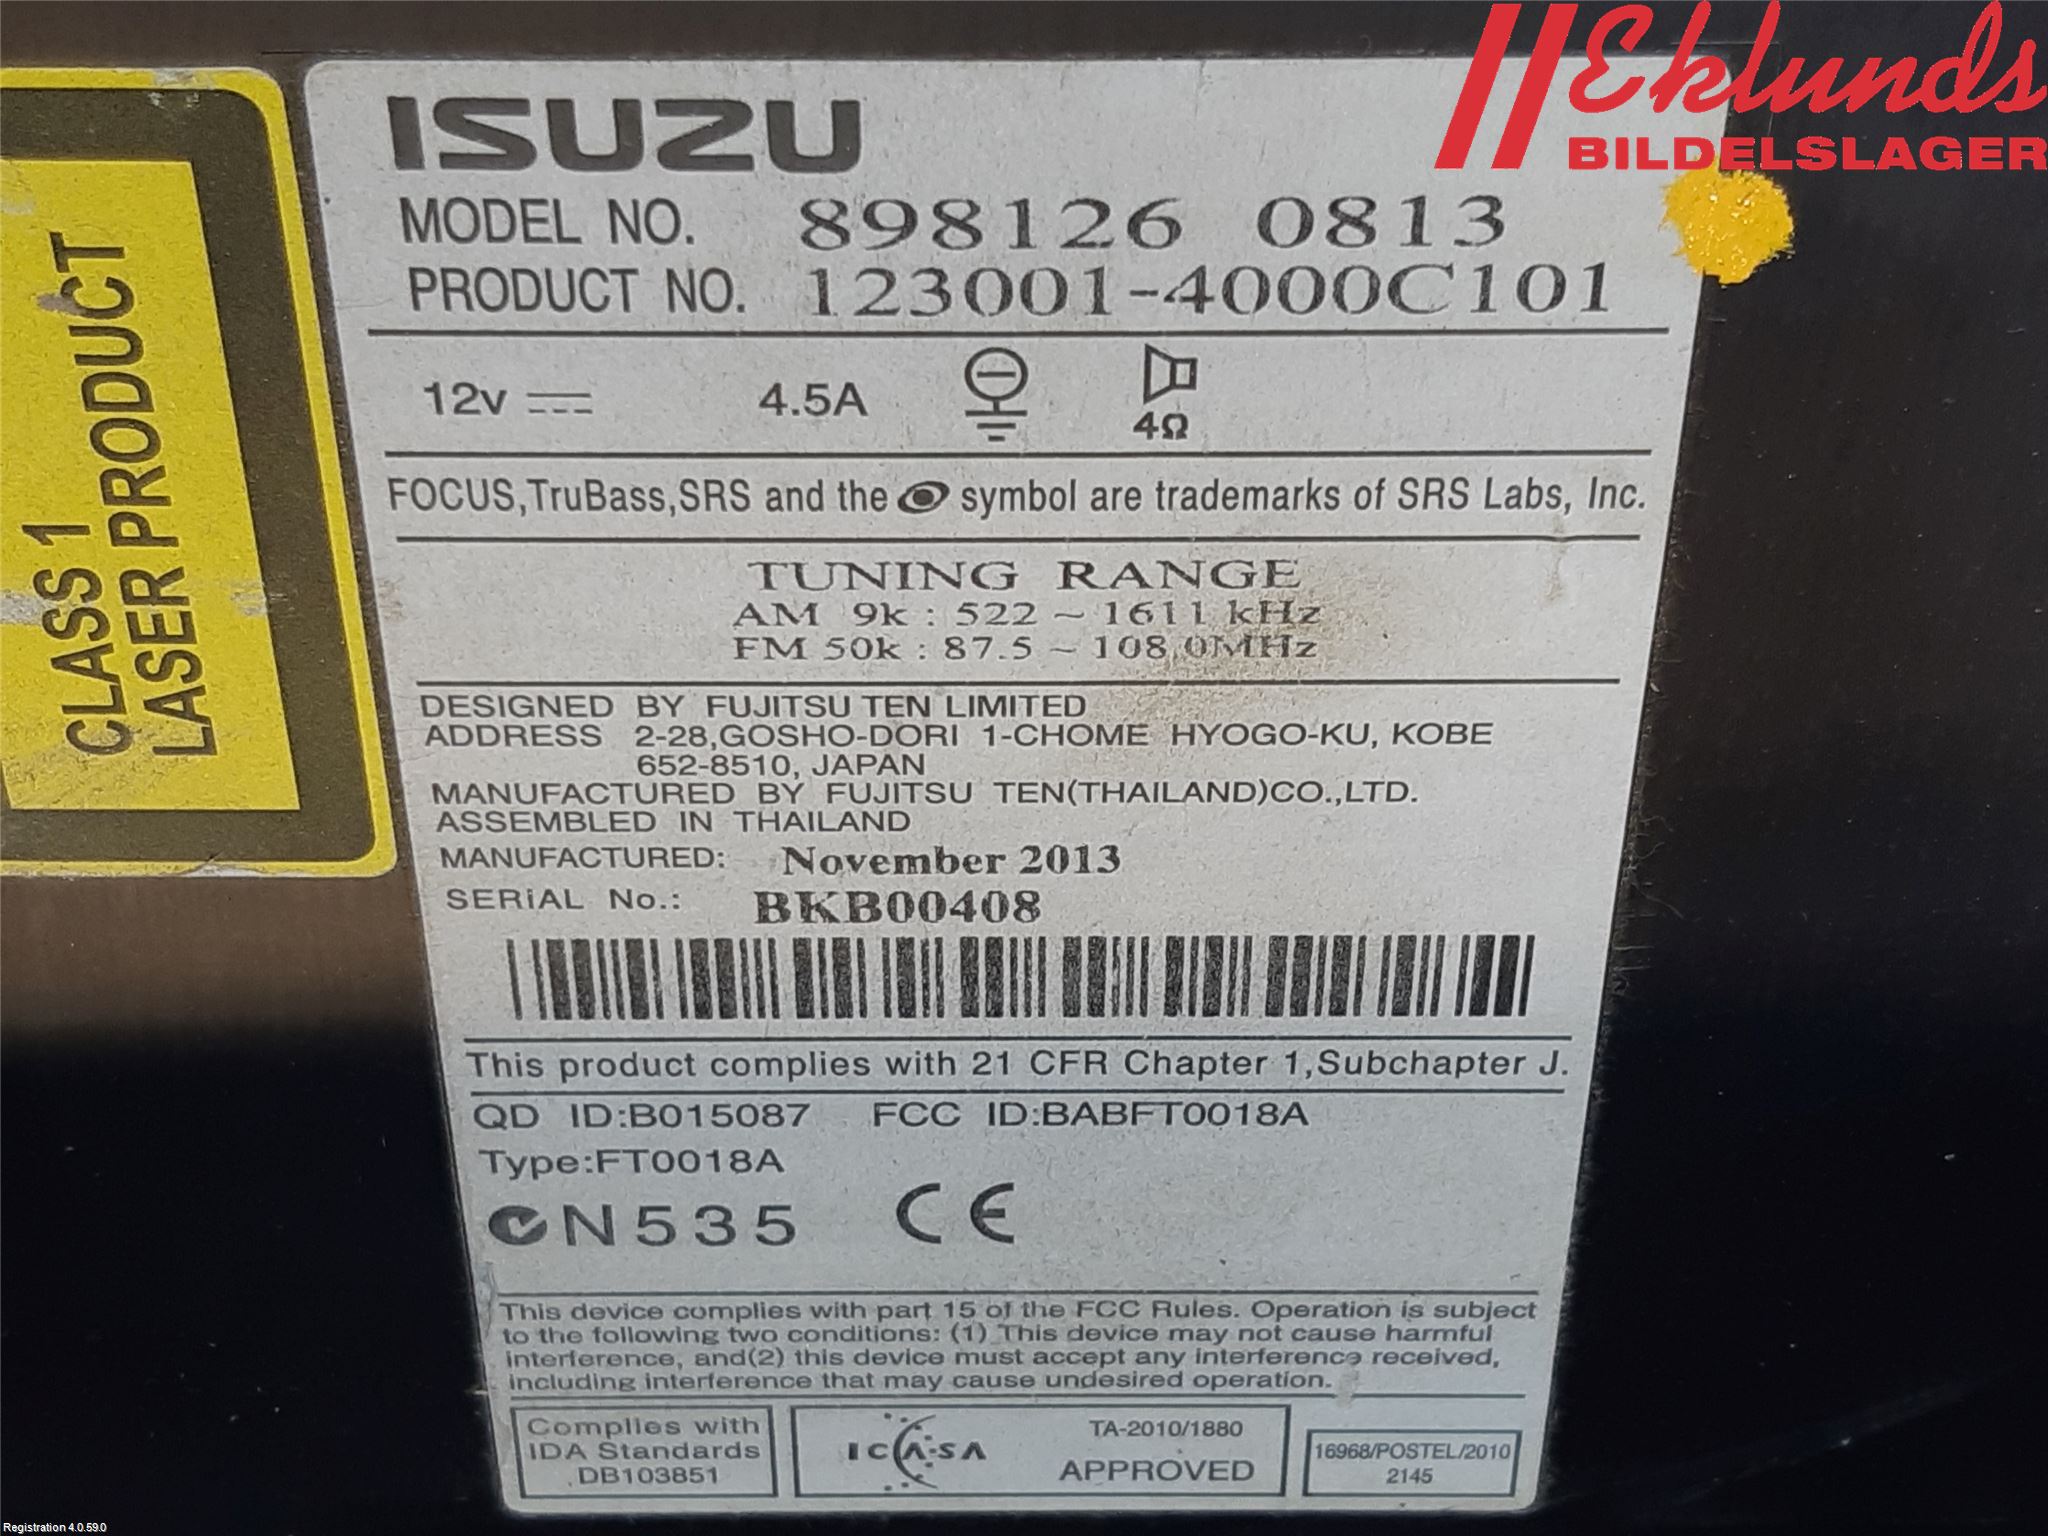 Eklunds
BILDELSLAGER
CLASS 1
LASER PRODUCT
ISUZU
MODEL NO. 898126 0813
PRODUCT NO. 123001-4000C101
12v 4.5A
4Ω
FOCUS,TruBass,SRS and the symbol are trademarks of SRS Labs, Inc.
TUNING RANGE
AM 9k : 522 ~ 1611 kHz
FM 50k : 87.5 ~ 108.0MHz
DESIGNED BY FUJITSU TEN LIMITED
ADDRESS 2-28,GOSHO-DORI 1-CHOME HYOGO-KU, KOBE
652-8510, JAPAN
MANUFACTURED BY FUJITSU TEN(THAILAND)CO.,LTD.
ASSEMBLED IN THAILAND
MANUFACTURED: November 2013
SERIAL No.: BKB00408
This product complies with 21 CFR Chapter 1,Subchapter J.
QD ID:B015087 FCC ID:BABFT0018A
Type:FT0018A
N535 CE
This device complies with part 15 of the FCC Rules. Operation is subject
to the following two conditions: (1) This device may not cause harmful
interference, and(2) this device must accept any interference received,
including interference that may cause undesired operation.
Complies with
IDA Standards
DB103851
ICASA
TA-2010/1880
APPROVED
16968/POSTEL/2010
2145
Registration 4.0.59.0